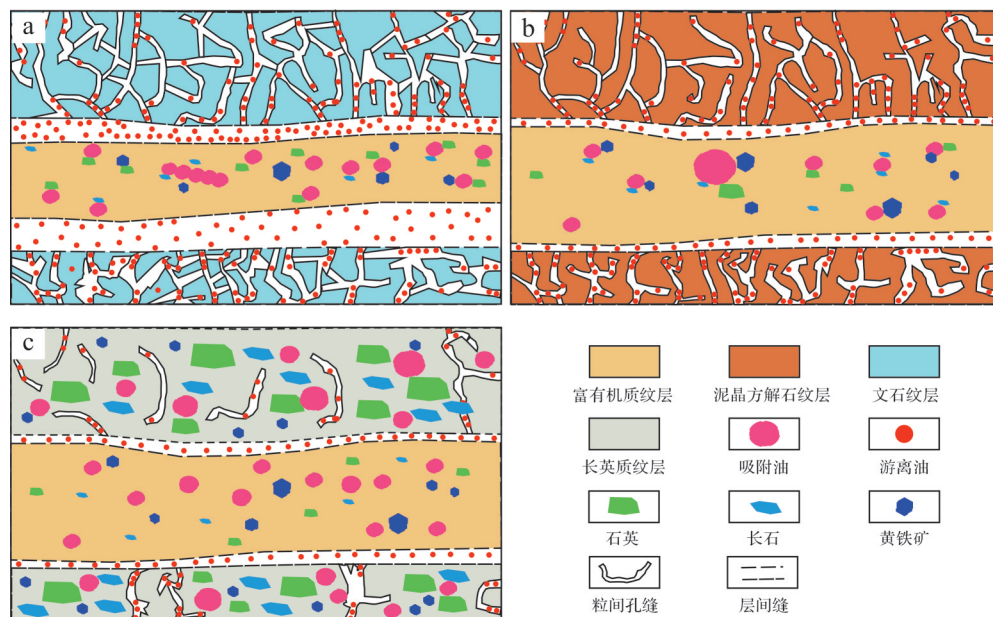 a
b
c
富有机质纹层
泥晶方解石纹层
文石纹层
长英质纹层
吸附油
游离油
石英
长石
黄铁矿
粒间孔缝
层间缝